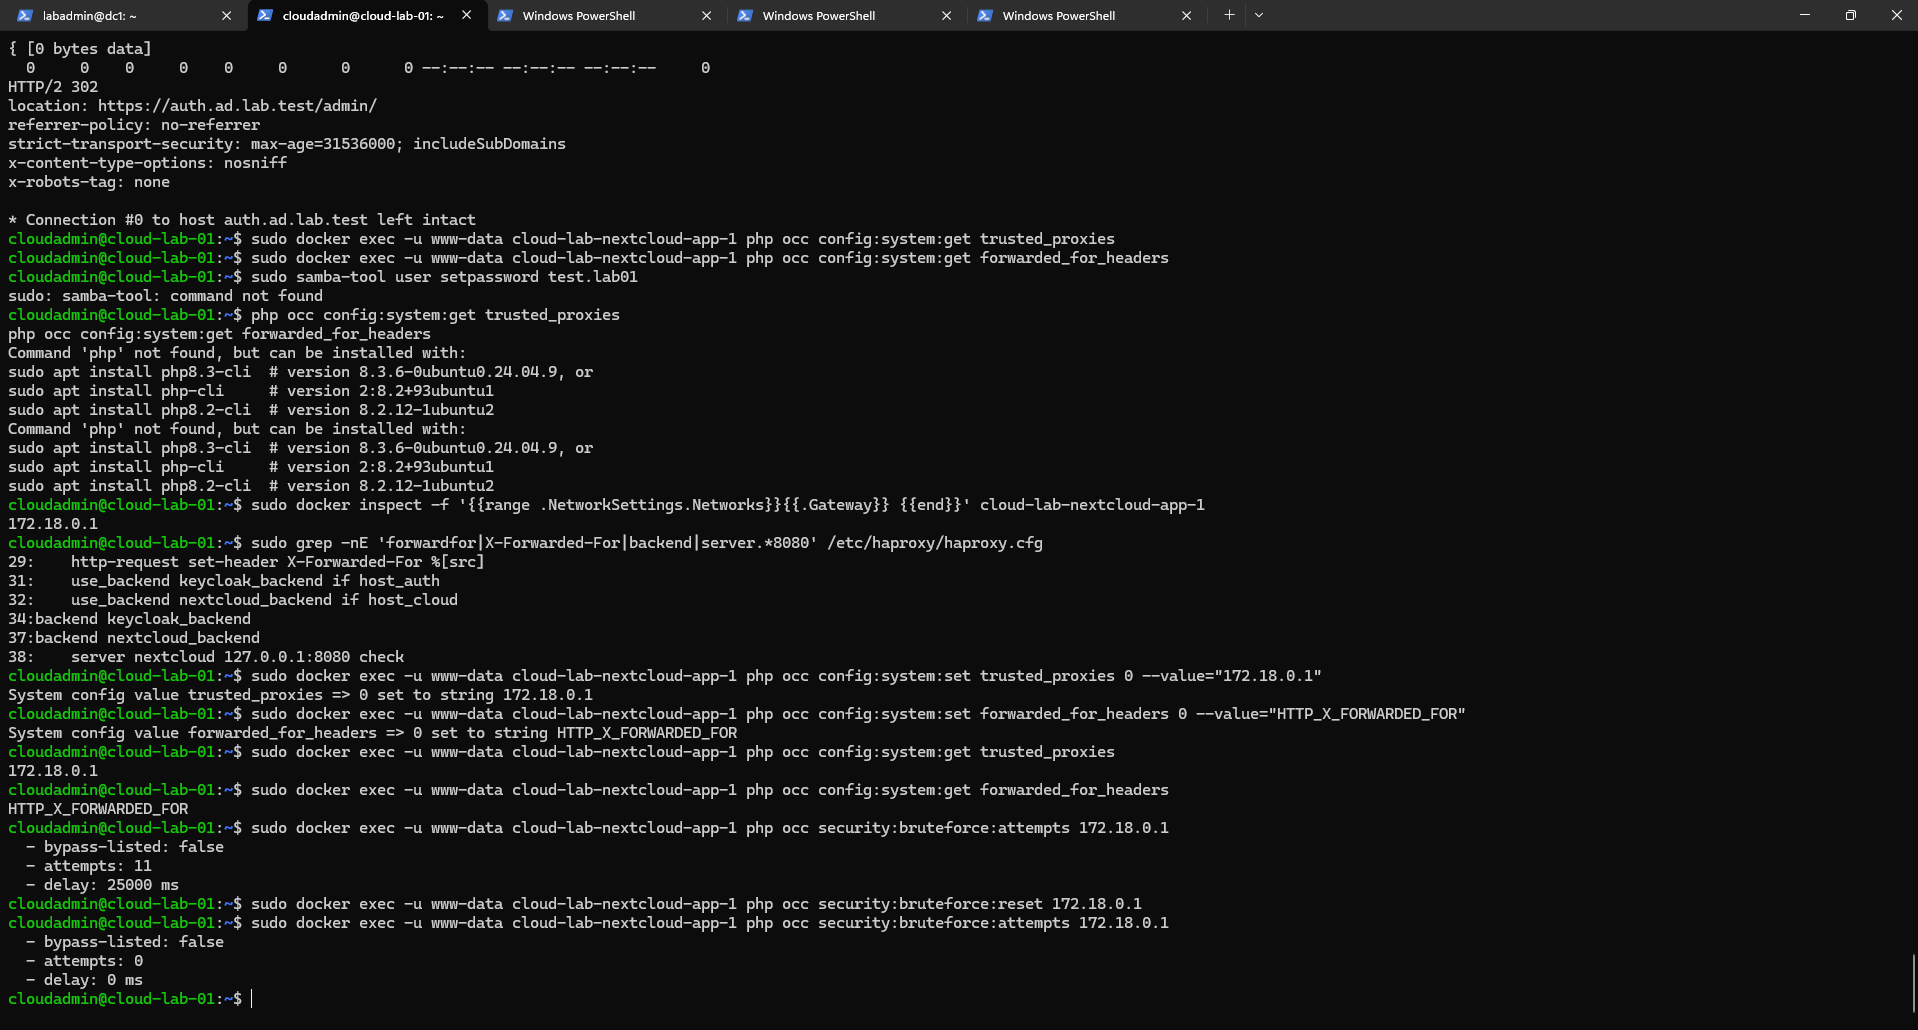 labadmin@dc1: ~
cloudadmin@cloud-lab-01: ~
Windows PowerShell
Windows PowerShell
Windows PowerShell
{ [0 bytes data]
  0     0    0     0    0     0      0      0 --:--:-- --:--:-- --:--:--     0
HTTP/2 302
location: https://auth.ad.lab.test/admin/
referrer-policy: no-referrer
strict-transport-security: max-age=31536000; includeSubDomains
x-content-type-options: nosniff
x-robots-tag: none

* Connection #0 to host auth.ad.lab.test left intact
cloudadmin@cloud-lab-01:~$ sudo docker exec -u www-data cloud-lab-nextcloud-app-1 php occ config:system:get trusted_proxies
cloudadmin@cloud-lab-01:~$ sudo docker exec -u www-data cloud-lab-nextcloud-app-1 php occ config:system:get forwarded_for_headers
cloudadmin@cloud-lab-01:~$ sudo samba-tool user setpassword test.lab01
sudo: samba-tool: command not found
cloudadmin@cloud-lab-01:~$ php occ config:system:get trusted_proxies
php occ config:system:get forwarded_for_headers
Command 'php' not found, but can be installed with:
sudo apt install php8.3-cli  # version 8.3.6-0ubuntu0.24.04.9, or
sudo apt install php-cli     # version 2:8.2+93ubuntu1
sudo apt install php8.2-cli  # version 8.2.12-1ubuntu2
Command 'php' not found, but can be installed with:
sudo apt install php8.3-cli  # version 8.3.6-0ubuntu0.24.04.9, or
sudo apt install php-cli     # version 2:8.2+93ubuntu1
sudo apt install php8.2-cli  # version 8.2.12-1ubuntu2
cloudadmin@cloud-lab-01:~$ sudo docker inspect -f '{{range .NetworkSettings.Networks}}{{.Gateway}} {{end}}' cloud-lab-nextcloud-app-1
172.18.0.1
cloudadmin@cloud-lab-01:~$ sudo grep -nE 'forwardfor|X-Forwarded-For|backend|server.*8080' /etc/haproxy/haproxy.cfg
29:    http-request set-header X-Forwarded-For %[src]
31:    use_backend keycloak_backend if host_auth
32:    use_backend nextcloud_backend if host_cloud
34:backend keycloak_backend
37:backend nextcloud_backend
38:    server nextcloud 127.0.0.1:8080 check
cloudadmin@cloud-lab-01:~$ sudo docker exec -u www-data cloud-lab-nextcloud-app-1 php occ config:system:set trusted_proxies 0 --value="172.18.0.1"
System config value trusted_proxies => 0 set to string 172.18.0.1
cloudadmin@cloud-lab-01:~$ sudo docker exec -u www-data cloud-lab-nextcloud-app-1 php occ config:system:set forwarded_for_headers 0 --value="HTTP_X_FORWARDED_FOR"
System config value forwarded_for_headers => 0 set to string HTTP_X_FORWARDED_FOR
cloudadmin@cloud-lab-01:~$ sudo docker exec -u www-data cloud-lab-nextcloud-app-1 php occ config:system:get trusted_proxies
172.18.0.1
cloudadmin@cloud-lab-01:~$ sudo docker exec -u www-data cloud-lab-nextcloud-app-1 php occ config:system:get forwarded_for_headers
HTTP_X_FORWARDED_FOR
cloudadmin@cloud-lab-01:~$ sudo docker exec -u www-data cloud-lab-nextcloud-app-1 php occ security:bruteforce:attempts 172.18.0.1
  - bypass-listed: false
  - attempts: 11
  - delay: 25000 ms
cloudadmin@cloud-lab-01:~$ sudo docker exec -u www-data cloud-lab-nextcloud-app-1 php occ security:bruteforce:reset 172.18.0.1
cloudadmin@cloud-lab-01:~$ sudo docker exec -u www-data cloud-lab-nextcloud-app-1 php occ security:bruteforce:attempts 172.18.0.1
  - bypass-listed: false
  - attempts: 0
  - delay: 0 ms
cloudadmin@cloud-lab-01:~$